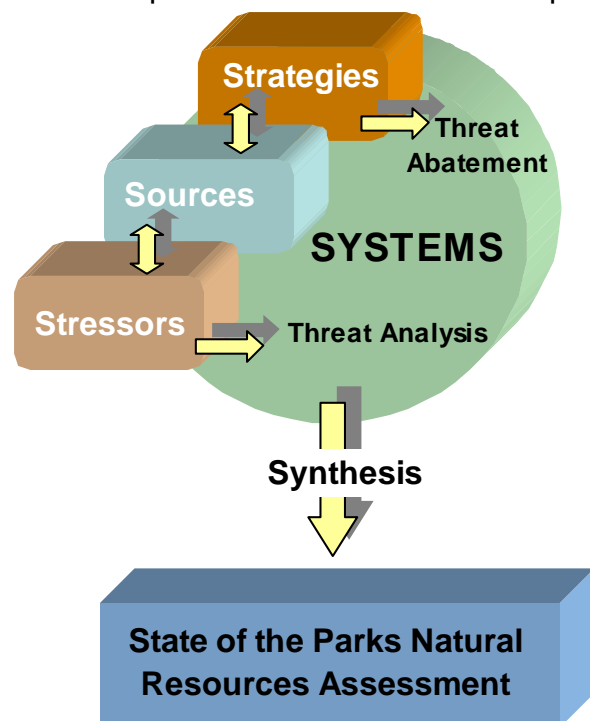 Strategies
Threat
Abatement
Sources
SYSTEMS
Stressors
Threat Analysis
Synthesis
State of the Parks Natural
Resources Assessment